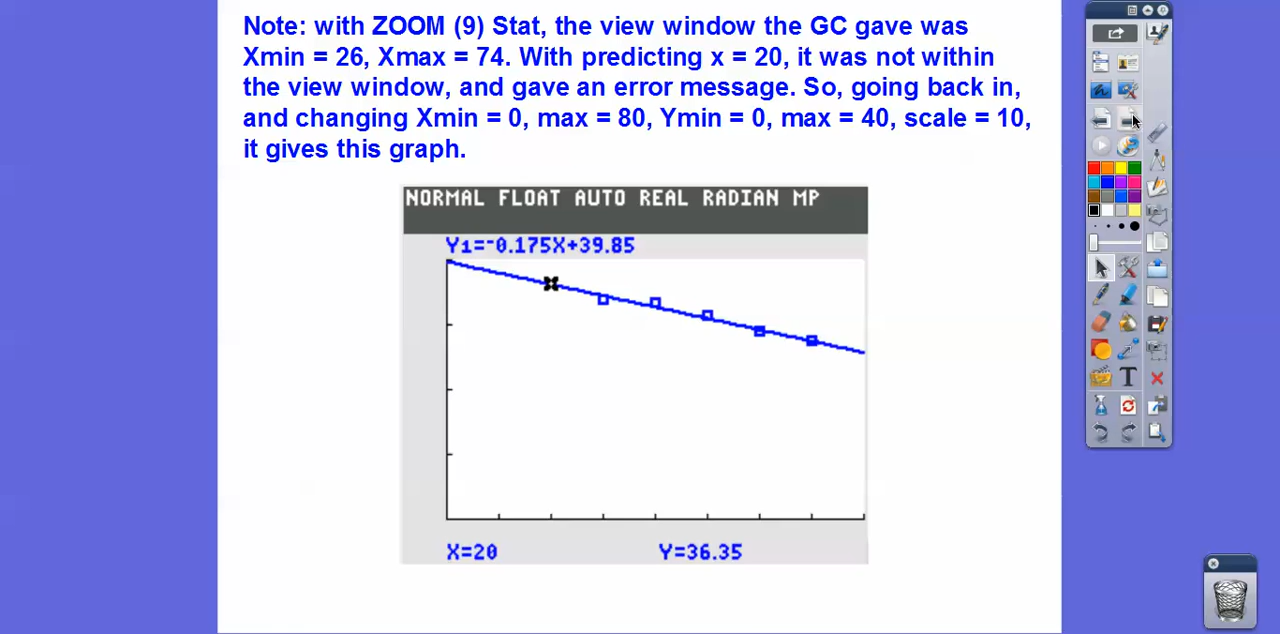 Note: with ZOOM (9) Stat, the view window the GC gave was
Xmin = 26, Xmax = 74. With predicting x = 20, it was not within
the view window, and gave an error message. So, going back in,
and changing Xmin = 0, max = 80, Ymin = 0, max = 40, scale = 10,
it gives this graph.
NORMAL FLOAT AUTO REAL RADIAN MP
Y₁=⁻0.175X+39.85
X=20 Y=36.35
T